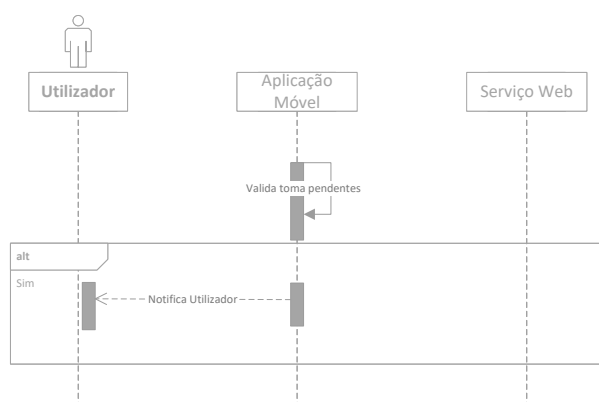 Utilizador
Aplicação
Móvel
Serviço Web
Valida toma pendentes
alt
Sim
Notifica Utilizador